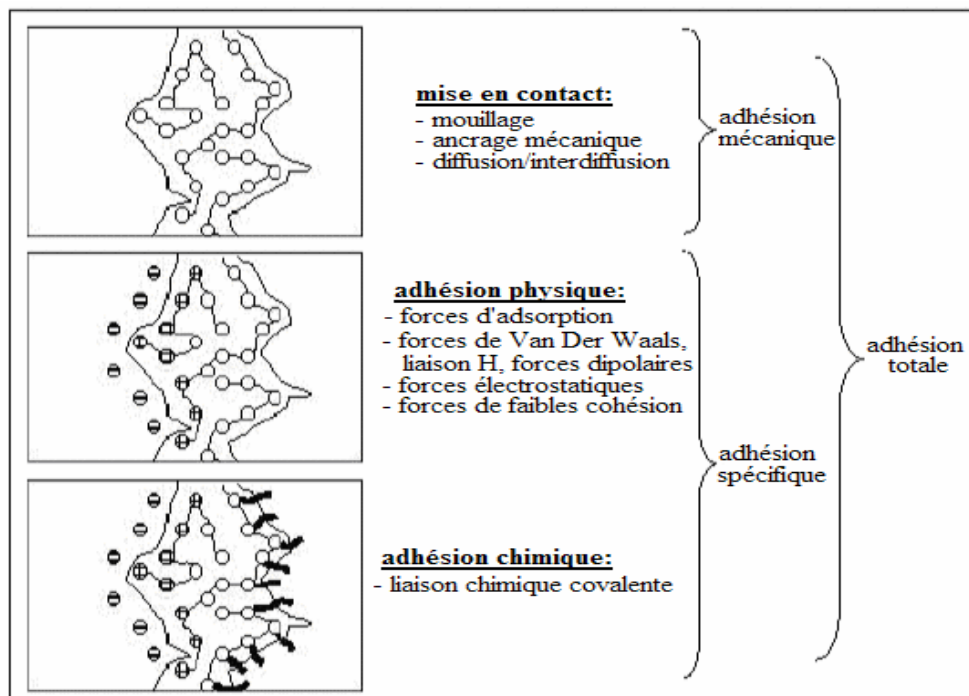 mise en contact:
- mouillage
- ancrage mécanique
- diffusion/interdiffusion
adhésion
mécanique
adhésion physique:
- forces d'adsorption
- forces de Van Der Waals,
liaison H, forces dipolaires
- forces électrostatiques
- forces de faibles cohésion
adhésion
spécifique
adhésion
totale
adhésion chimique:
- liaison chimique covalente